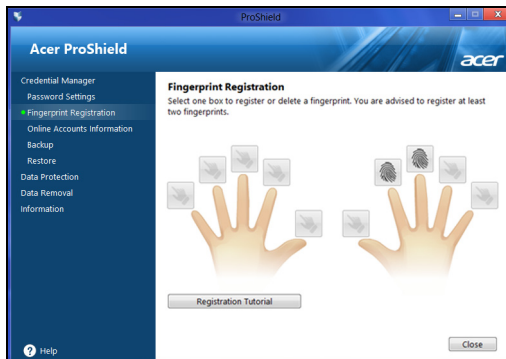 ProShield
Acer ProShield
acer
Credential Manager
Password Settings
Fingerprint Registration
Online Accounts Information
Backup
Restore
Data Protection
Data Removal
Information
Fingerprint Registration
Select one box to register or delete a fingerprint. You are advised to register at least
two fingerprints.
Registration Tutorial
? Help
Close